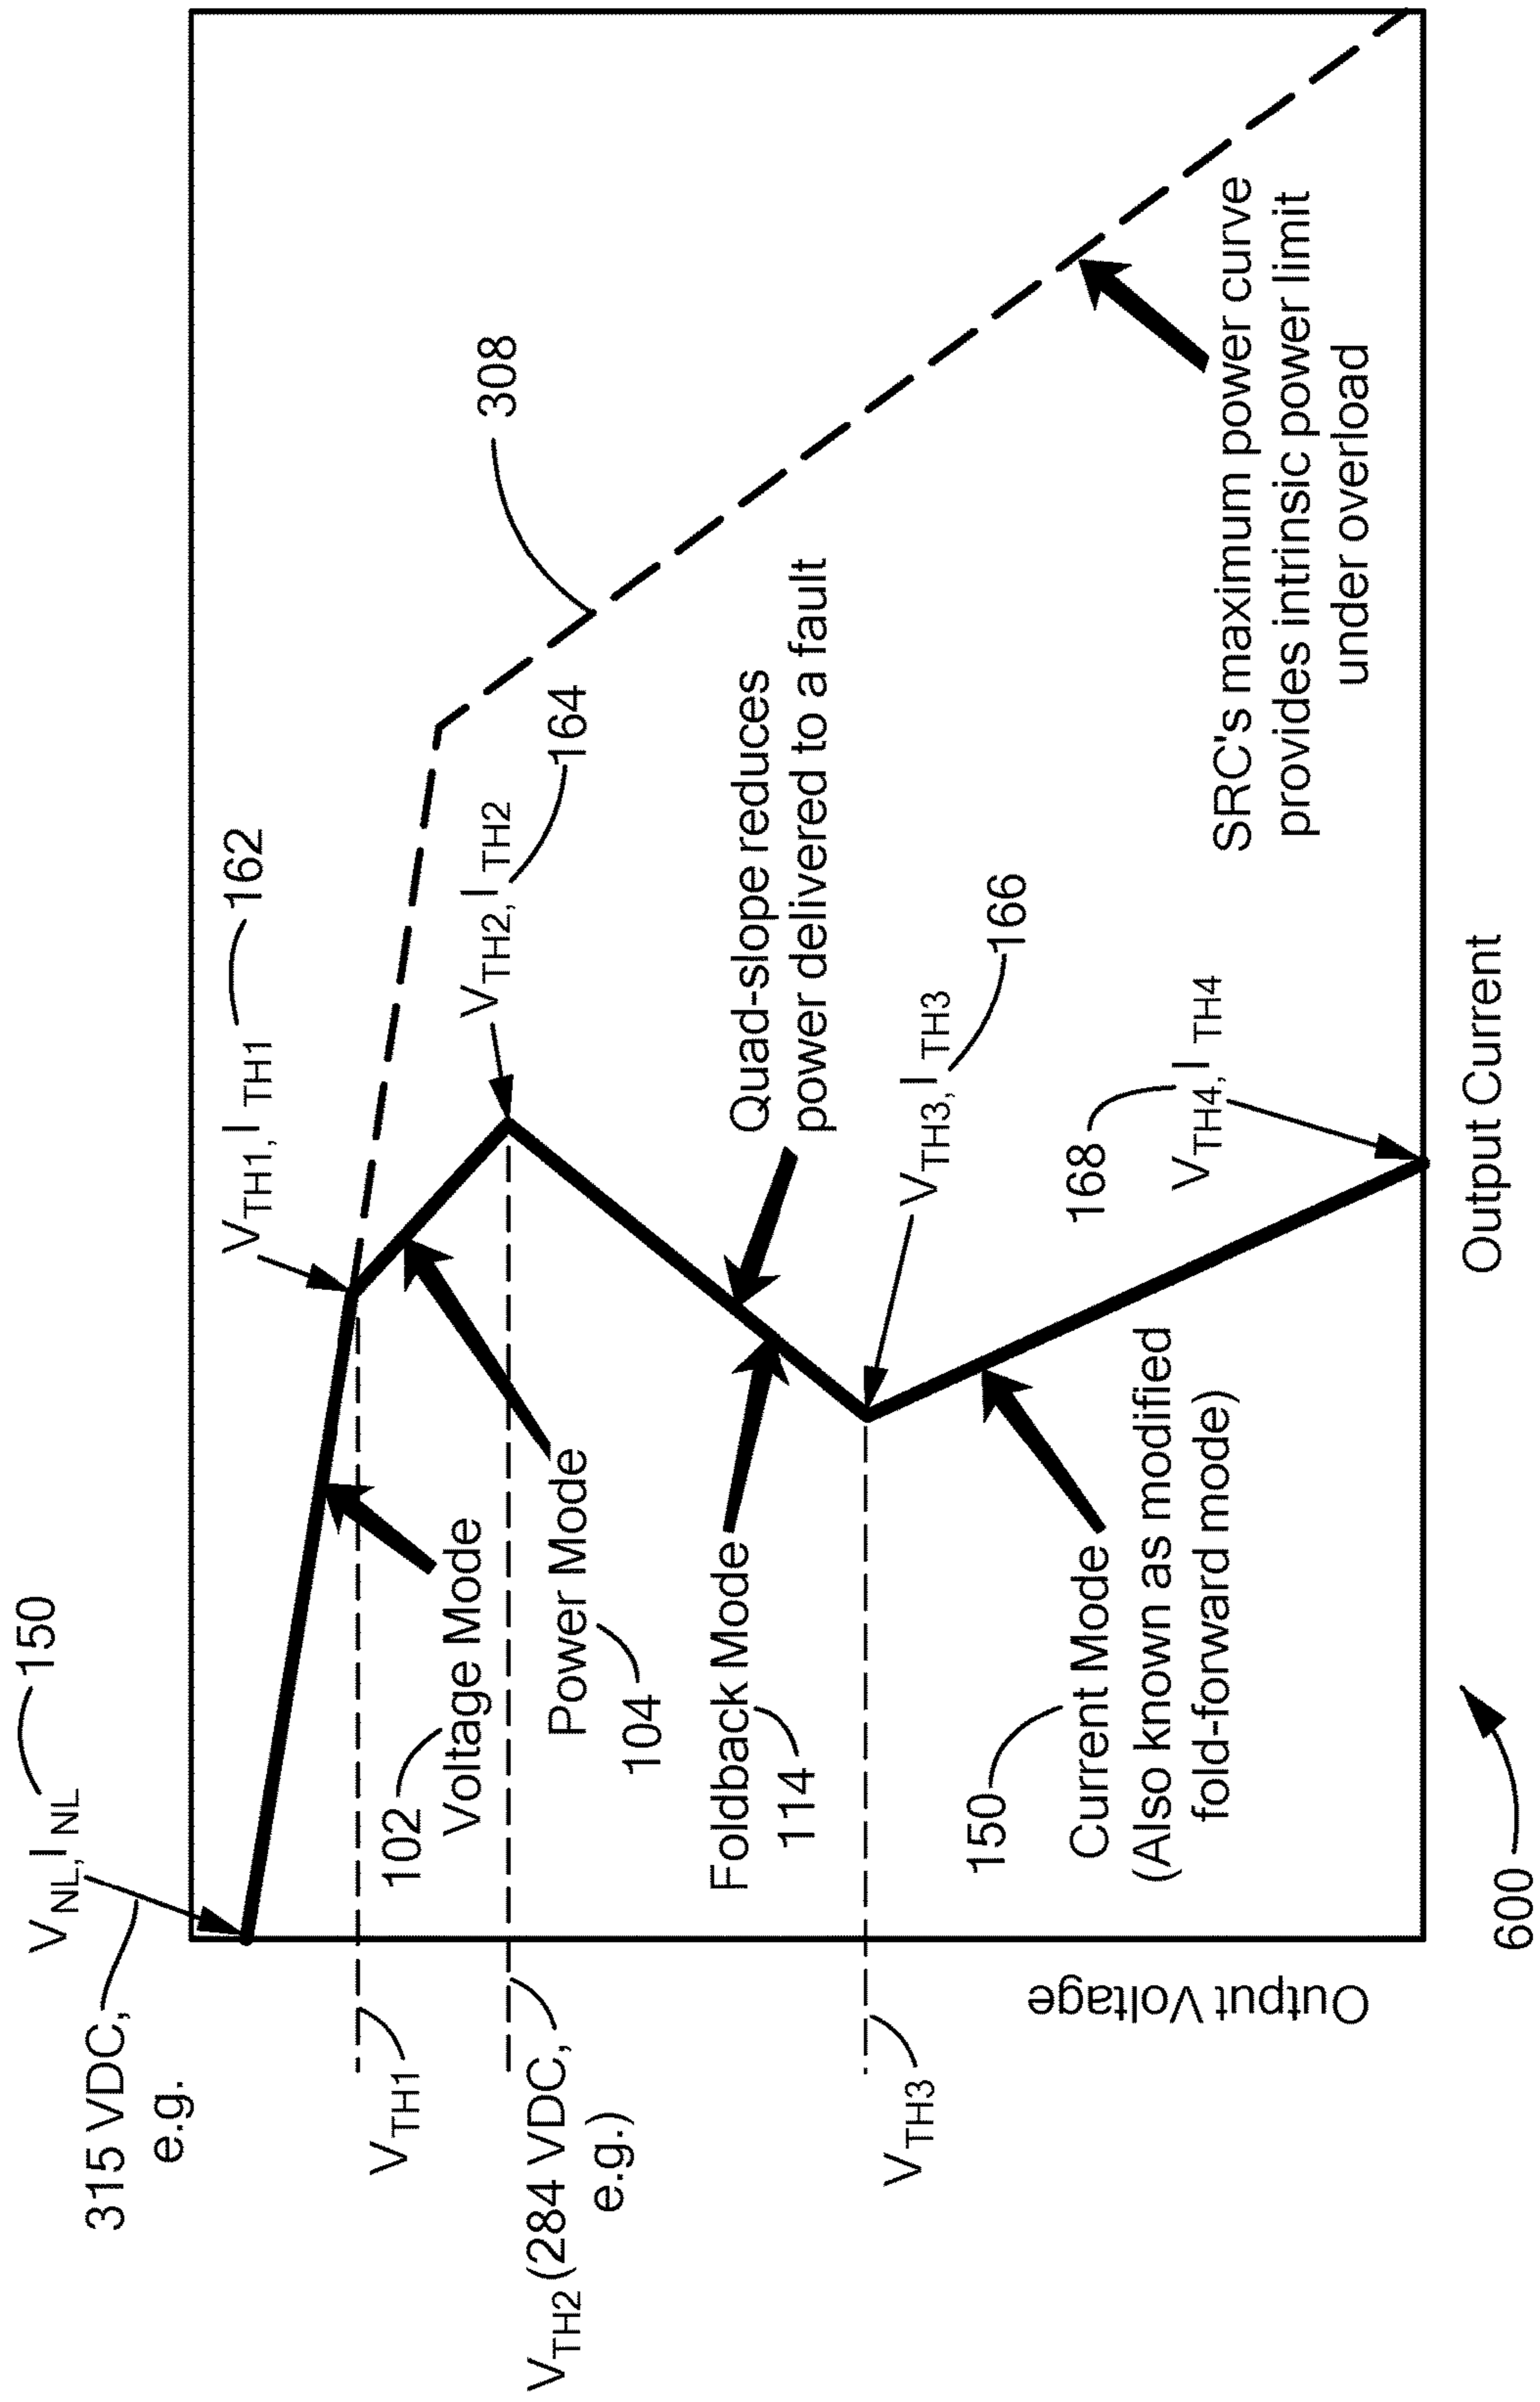 V_NL, I_NL
150
315 VDC,
e.g.
V_TH1, I_TH1
162
308
V_TH2, I_TH2
164
V_TH1
102
Voltage Mode
V_TH2 (284 VDC,
e.g.)
Power Mode
104
Quad-slope reduces
power delivered to a fault
Foldback Mode
114
V_TH3, I_TH3
166
V_TH3
150
Current Mode
(Also known as modified
fold-forward mode)
168
V_TH4, I_TH4
SRC's maximum power curve
provides intrinsic power limit
under overload
Output Voltage
Output Current
600